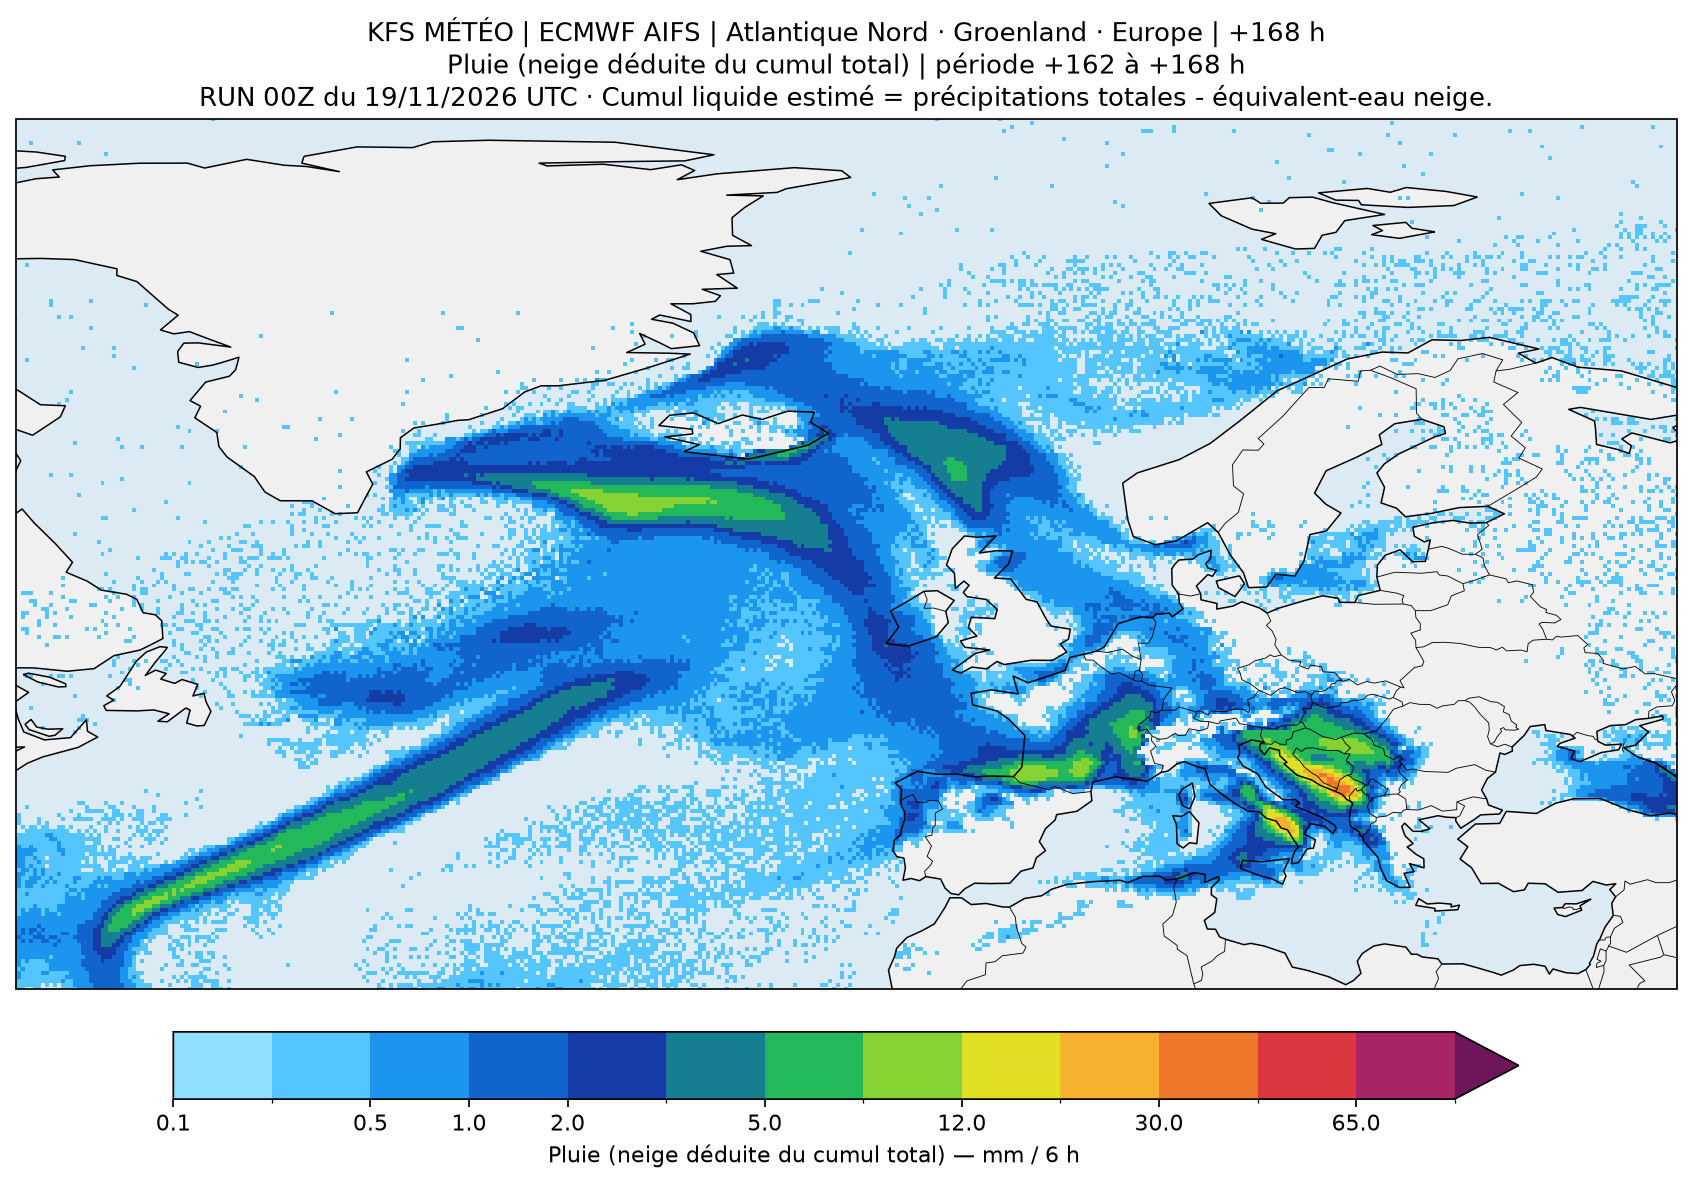 KFS MÉTÉO | ECMWF AIFS | Atlantique Nord · Groenland · Europe | +168 h
Pluie (neige déduite du cumul total) | période +162 à +168 h
RUN 00Z du 19/11/2026 UTC · Cumul liquide estimé = précipitations totales - équivalent-eau neige.
0.1 0.5 1.0 2.0 5.0 12.0 30.0 65.0
Pluie (neige déduite du cumul total) — mm / 6 h